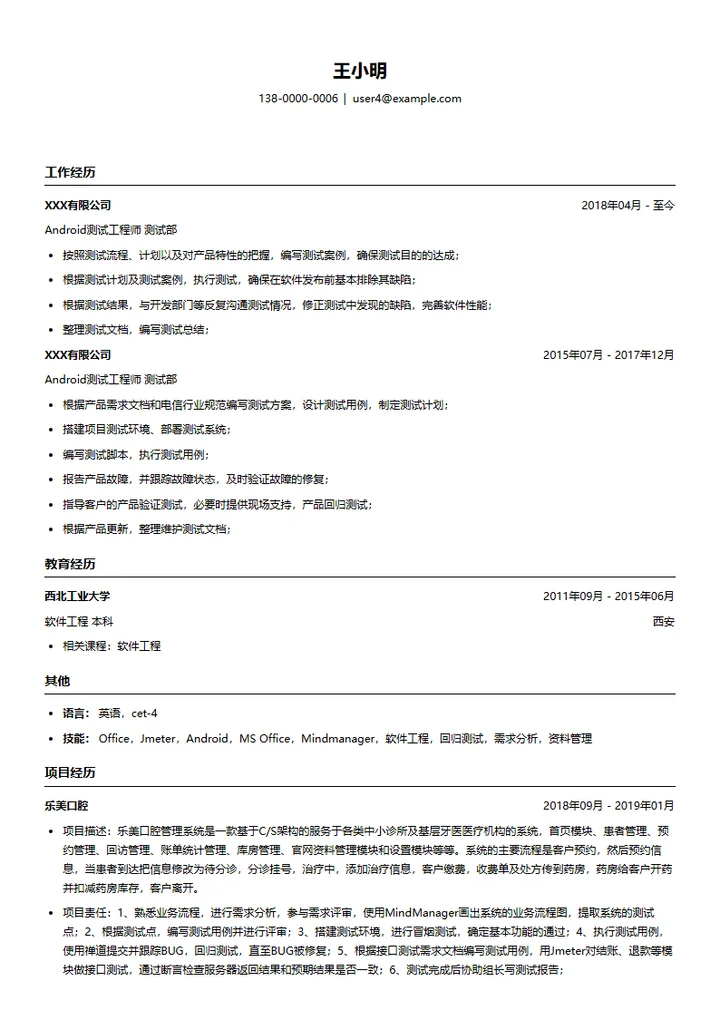 王小明
138-0000-0006 | user4@example.com
工作经历
XXX有限公司 2018年04月 - 至今
Android测试工程师 测试部
• 按照测试流程、计划以及对产品特性的把握，编写测试案例，确保测试目的的达成；
• 根据测试计划及测试案例，执行测试，确保在软件发布前基本排除其缺陷；
• 根据测试结果，与开发部门等反复沟通测试情况，修正测试中发现的缺陷，完善软件性能；
• 整理测试文档，编写测试总结；
XXX有限公司 2015年07月 - 2017年12月
Android测试工程师 测试部
• 根据产品需求文档和电信行业规范编写测试方案，设计测试用例，制定测试计划；
• 搭建项目测试环境、部署测试系统；
• 编写测试脚本，执行测试用例；
• 报告产品故障，并跟踪故障状态，及时验证故障的修复；
• 指导客户的产品验证测试，必要时提供现场支持，产品回归测试；
• 根据产品更新，整理维护测试文档；
教育经历
西北工业大学 2011年09月 - 2015年06月
软件工程 本科 西安
• 相关课程：软件工程
其他
• 语言： 英语，cet-4
• 技能： Office，Jmeter，Android，MS Office，Mindmanager，软件工程，回归测试，需求分析，资料管理
项目经历
乐美口腔 2018年09月 - 2019年01月
• 项目描述：乐美口腔管理系统是一款基于C/S架构的服务于各类中小诊所及基层牙医医疗机构的系统，首页模块、患者管理、预
约管理、回访管理、账单统计管理、库房管理、官网资料管理模块和设置模块等等。系统的主要流程是客户预约，然后预约信
息，当患者到达把信息修改为待分诊，分诊挂号，治疗中，添加治疗信息，客户缴费，收费单及处方传到药房，药房给客户开药
并扣减药房库存，客户离开。
• 项目责任：1、熟悉业务流程，进行需求分析，参与需求评审，使用MindManager画出系统的业务流程图，提取系统的测试
点；2、根据测试点，编写测试用例并进行评审；3、搭建测试环境，进行冒烟测试，确定基本功能的通过；4、执行测试用例，
使用禅道提交并跟踪BUG，回归测试，直至BUG被修复；5、根据接口测试需求文档编写测试用例，用Jmeter对结账、退款等模
块做接口测试，通过断言检查服务器返回结果和预期结果是否一致；6、测试完成后协助组长写测试报告；